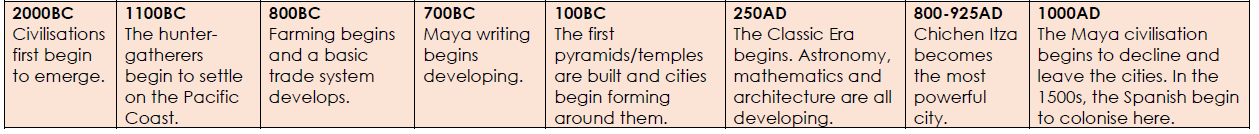 2000BC
Civilisations
first begin
to emerge.
1100BC
The hunter-
gatherers
begin to settle
on the Pacific
Coast.
800BC
Farming begins
and a basic
trade system
develops.
700BC
Maya writing
begins
developing.
100BC
The first
pyramids/temples
are built and cities
begin forming
around them.
250AD
The Classic Era
begins. Astronomy,
mathematics and
architecture are all
developing.
800-925AD
Chichen Itza
becomes
the most
powerful
city.
1000AD
The Maya civilisation
begins to decline and
leave the cities. In the
1500s, the Spanish begin
to colonise here.